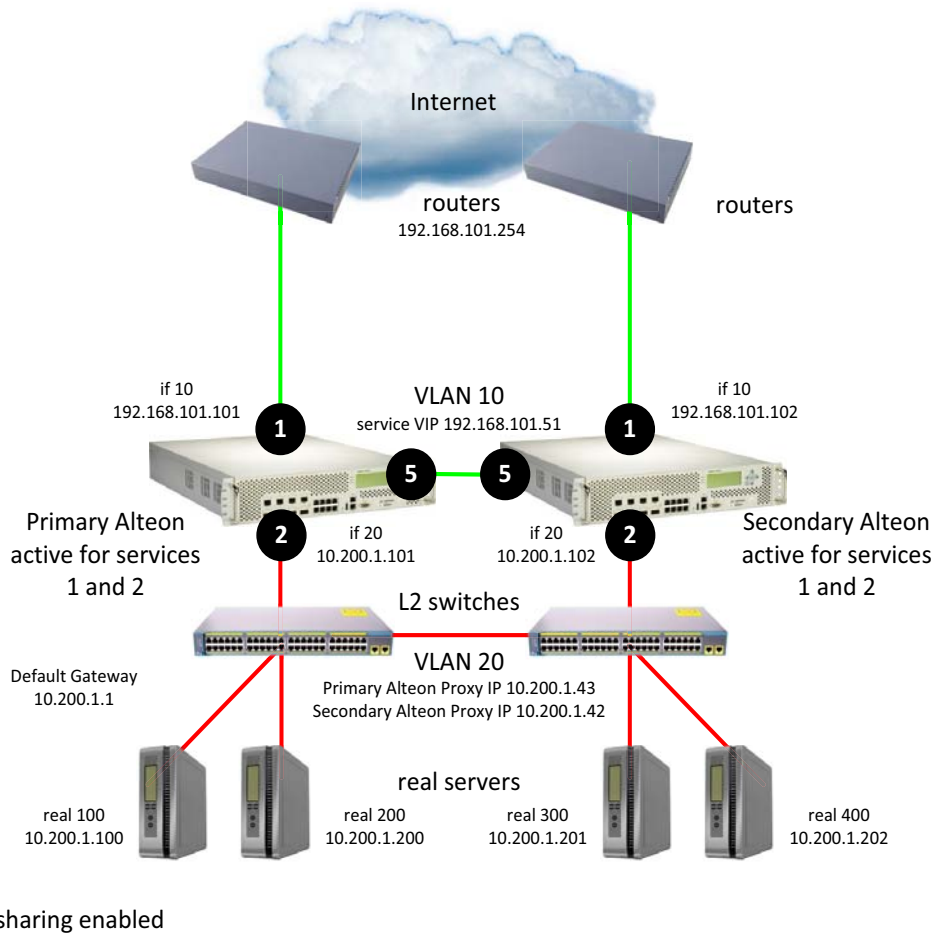 Internet
routers
192.168.101.254
routers
if 10
192.168.101.101
VLAN 10
service VIP 192.168.101.51
if 10
192.168.101.102
1
1
5
5
Primary Alteon
active for services
1 and 2
2
if 20
10.200.1.101
if 20
10.200.1.102
2
Secondary Alteon
active for services
1 and 2
L2 switches
Default Gateway
10.200.1.1
VLAN 20
Primary Alteon Proxy IP 10.200.1.43
Secondary Alteon Proxy IP 10.200.1.42
real servers
real 100
10.200.1.100
real 200
10.200.1.200
real 300
10.200.1.201
real 400
10.200.1.202
sharing enabled